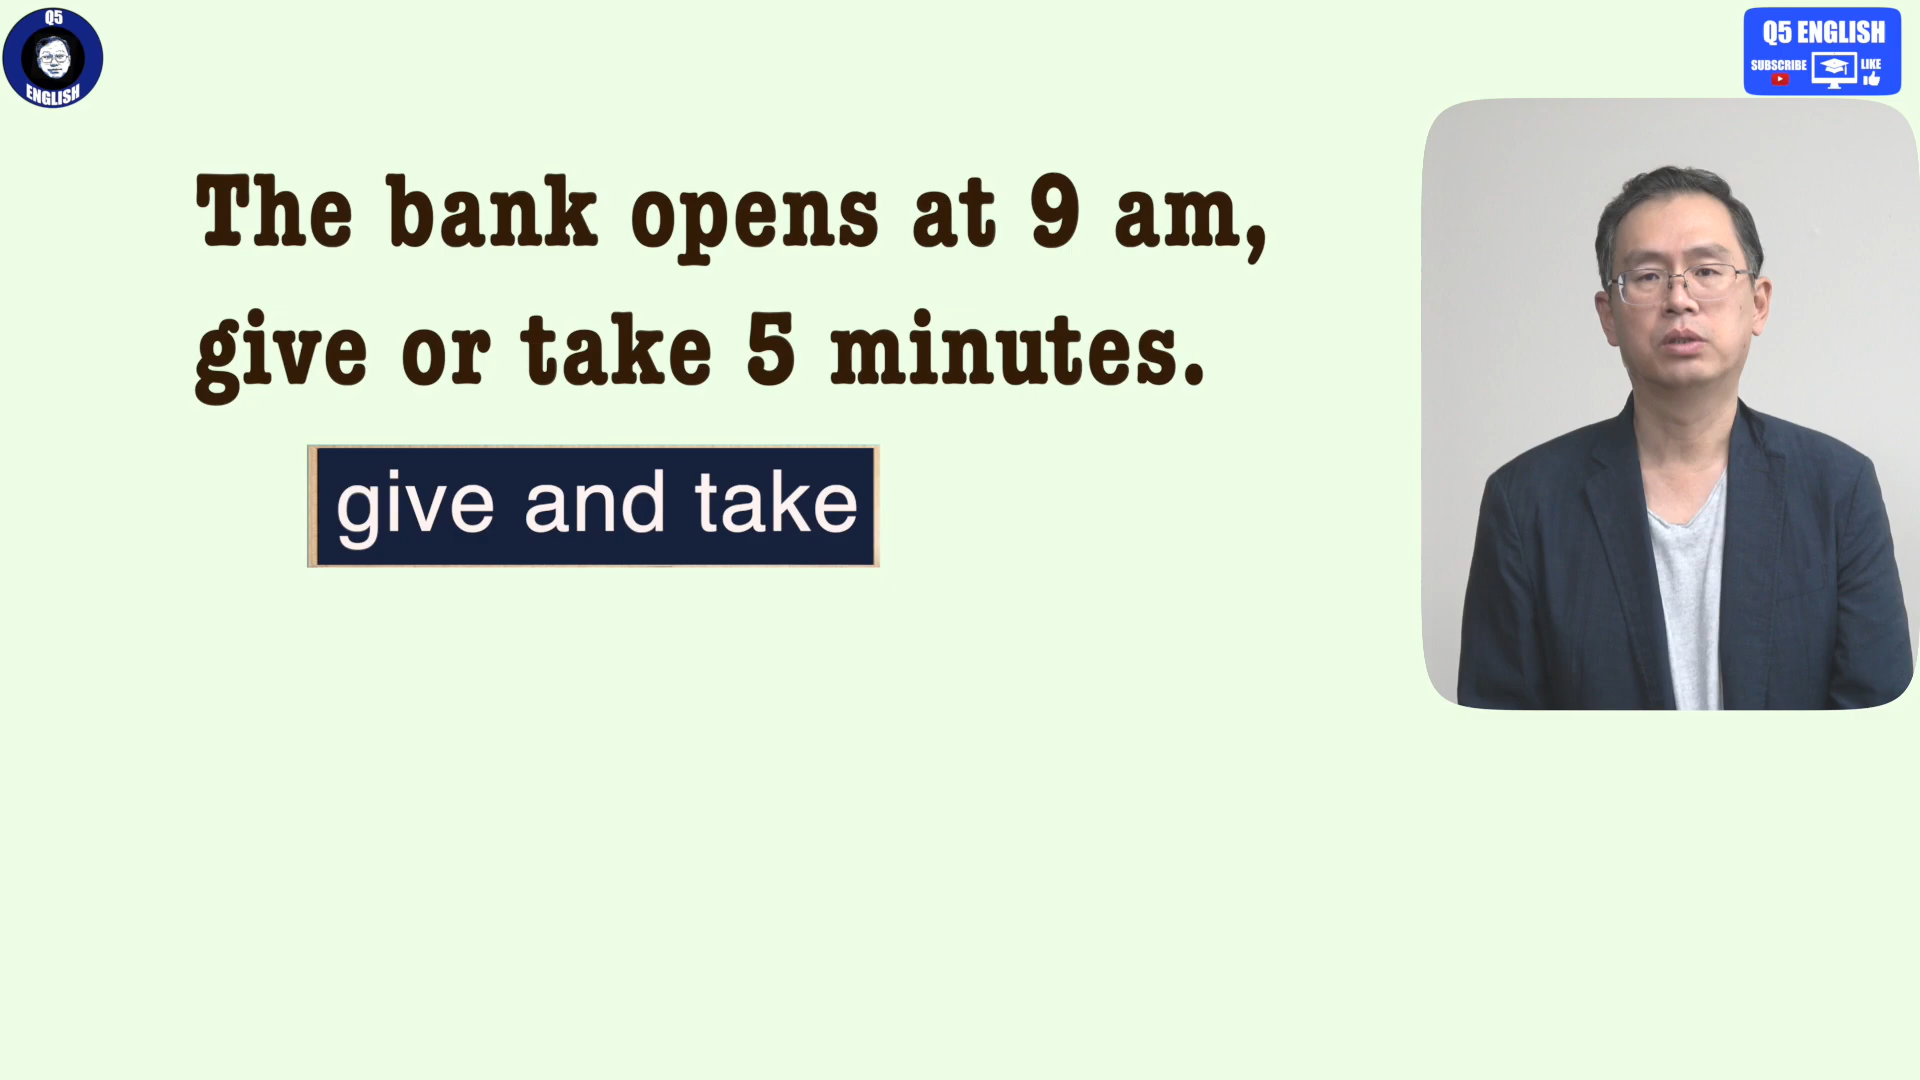 Q5
ENGLISH
Q5 ENGLISH
SUBSCRIBE
LIKE
The bank opens at 9 am,
give or take 5 minutes.
give and take